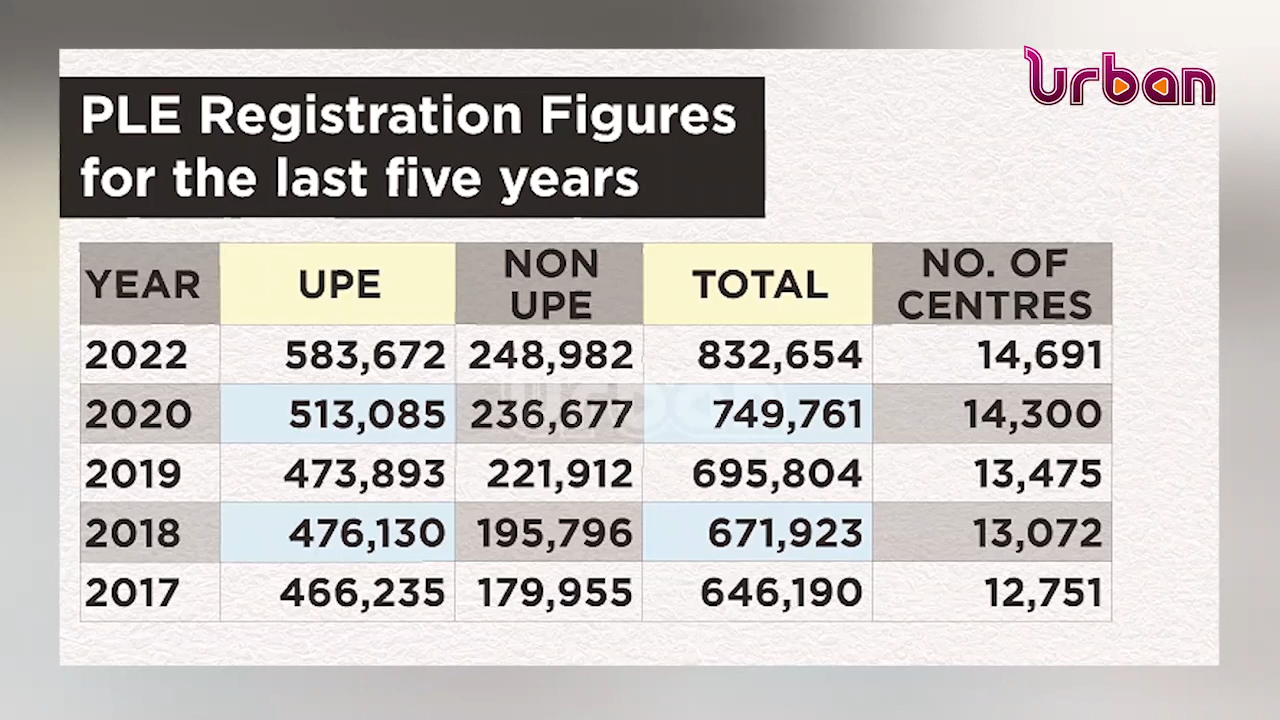 Urban
PLE Registration Figures
for the last five years
YEAR UPE NON UPE TOTAL NO. OF CENTRES
2022 583,672 248,982 832,654 14,691
2020 513,085 236,677 749,761 14,300
2019 473,893 221,912 695,804 13,475
2018 476,130 195,796 671,923 13,072
2017 466,235 179,955 646,190 12,751
Urban